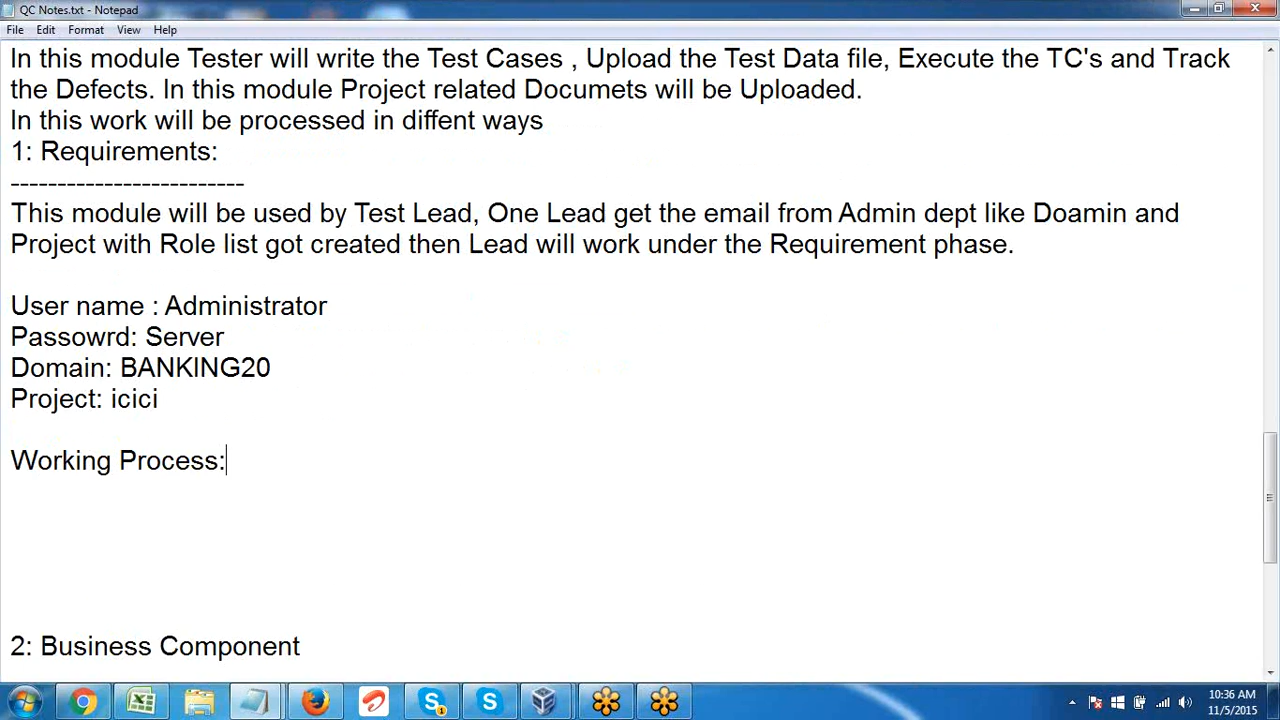 QC Notes.txt - Notepad
File Edit Format View Help
In this module Tester will write the Test Cases , Upload the Test Data file, Execute the TC's and Track
the Defects. In this module Project related Documets will be Uploaded.
In this work will be processed in diffent ways
1: Requirements:
-------------------------
This module will be used by Test Lead, One Lead get the email from Admin dept like Doamin and
Project with Role list got created then Lead will work under the Requirement phase.
User name : Administrator
Passowrd: Server
Domain: BANKING20
Project: icici
Working Process:
2: Business Component
10:36 AM
11/5/2015